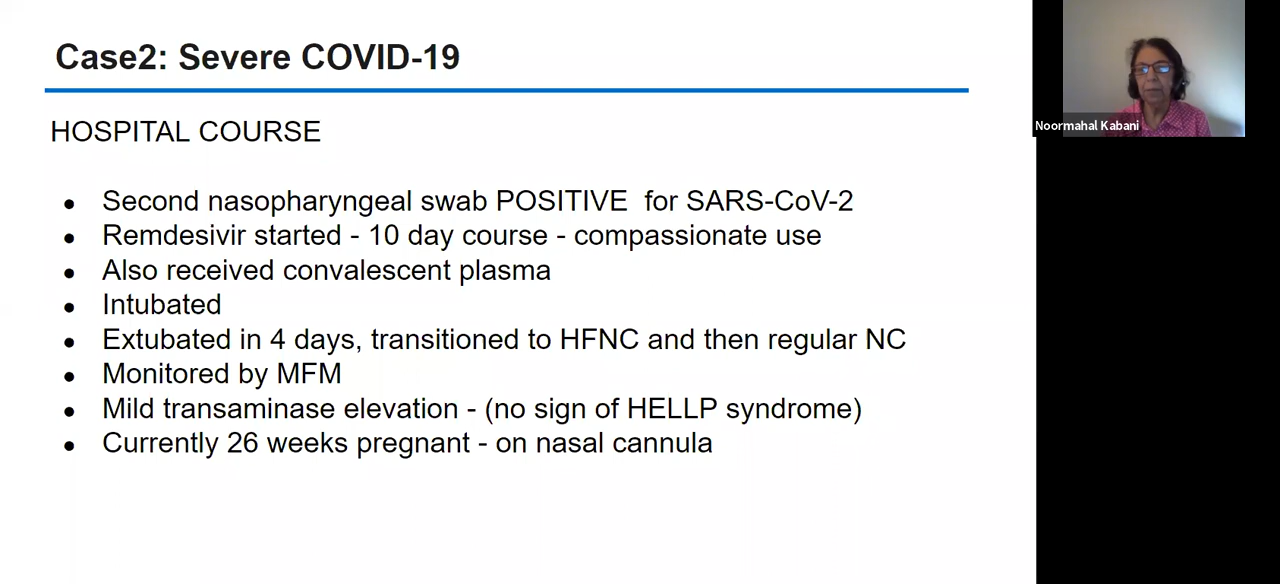 Case2: Severe COVID-19
HOSPITAL COURSE
● Second nasopharyngeal swab POSITIVE  for SARS-CoV-2
● Remdesivir started - 10 day course - compassionate use
● Also received convalescent plasma
● Intubated
● Extubated in 4 days, transitioned to HFNC and then regular NC
● Monitored by MFM
● Mild transaminase elevation - (no sign of HELLP syndrome)
● Currently 26 weeks pregnant - on nasal cannula
Noormahal Kabani